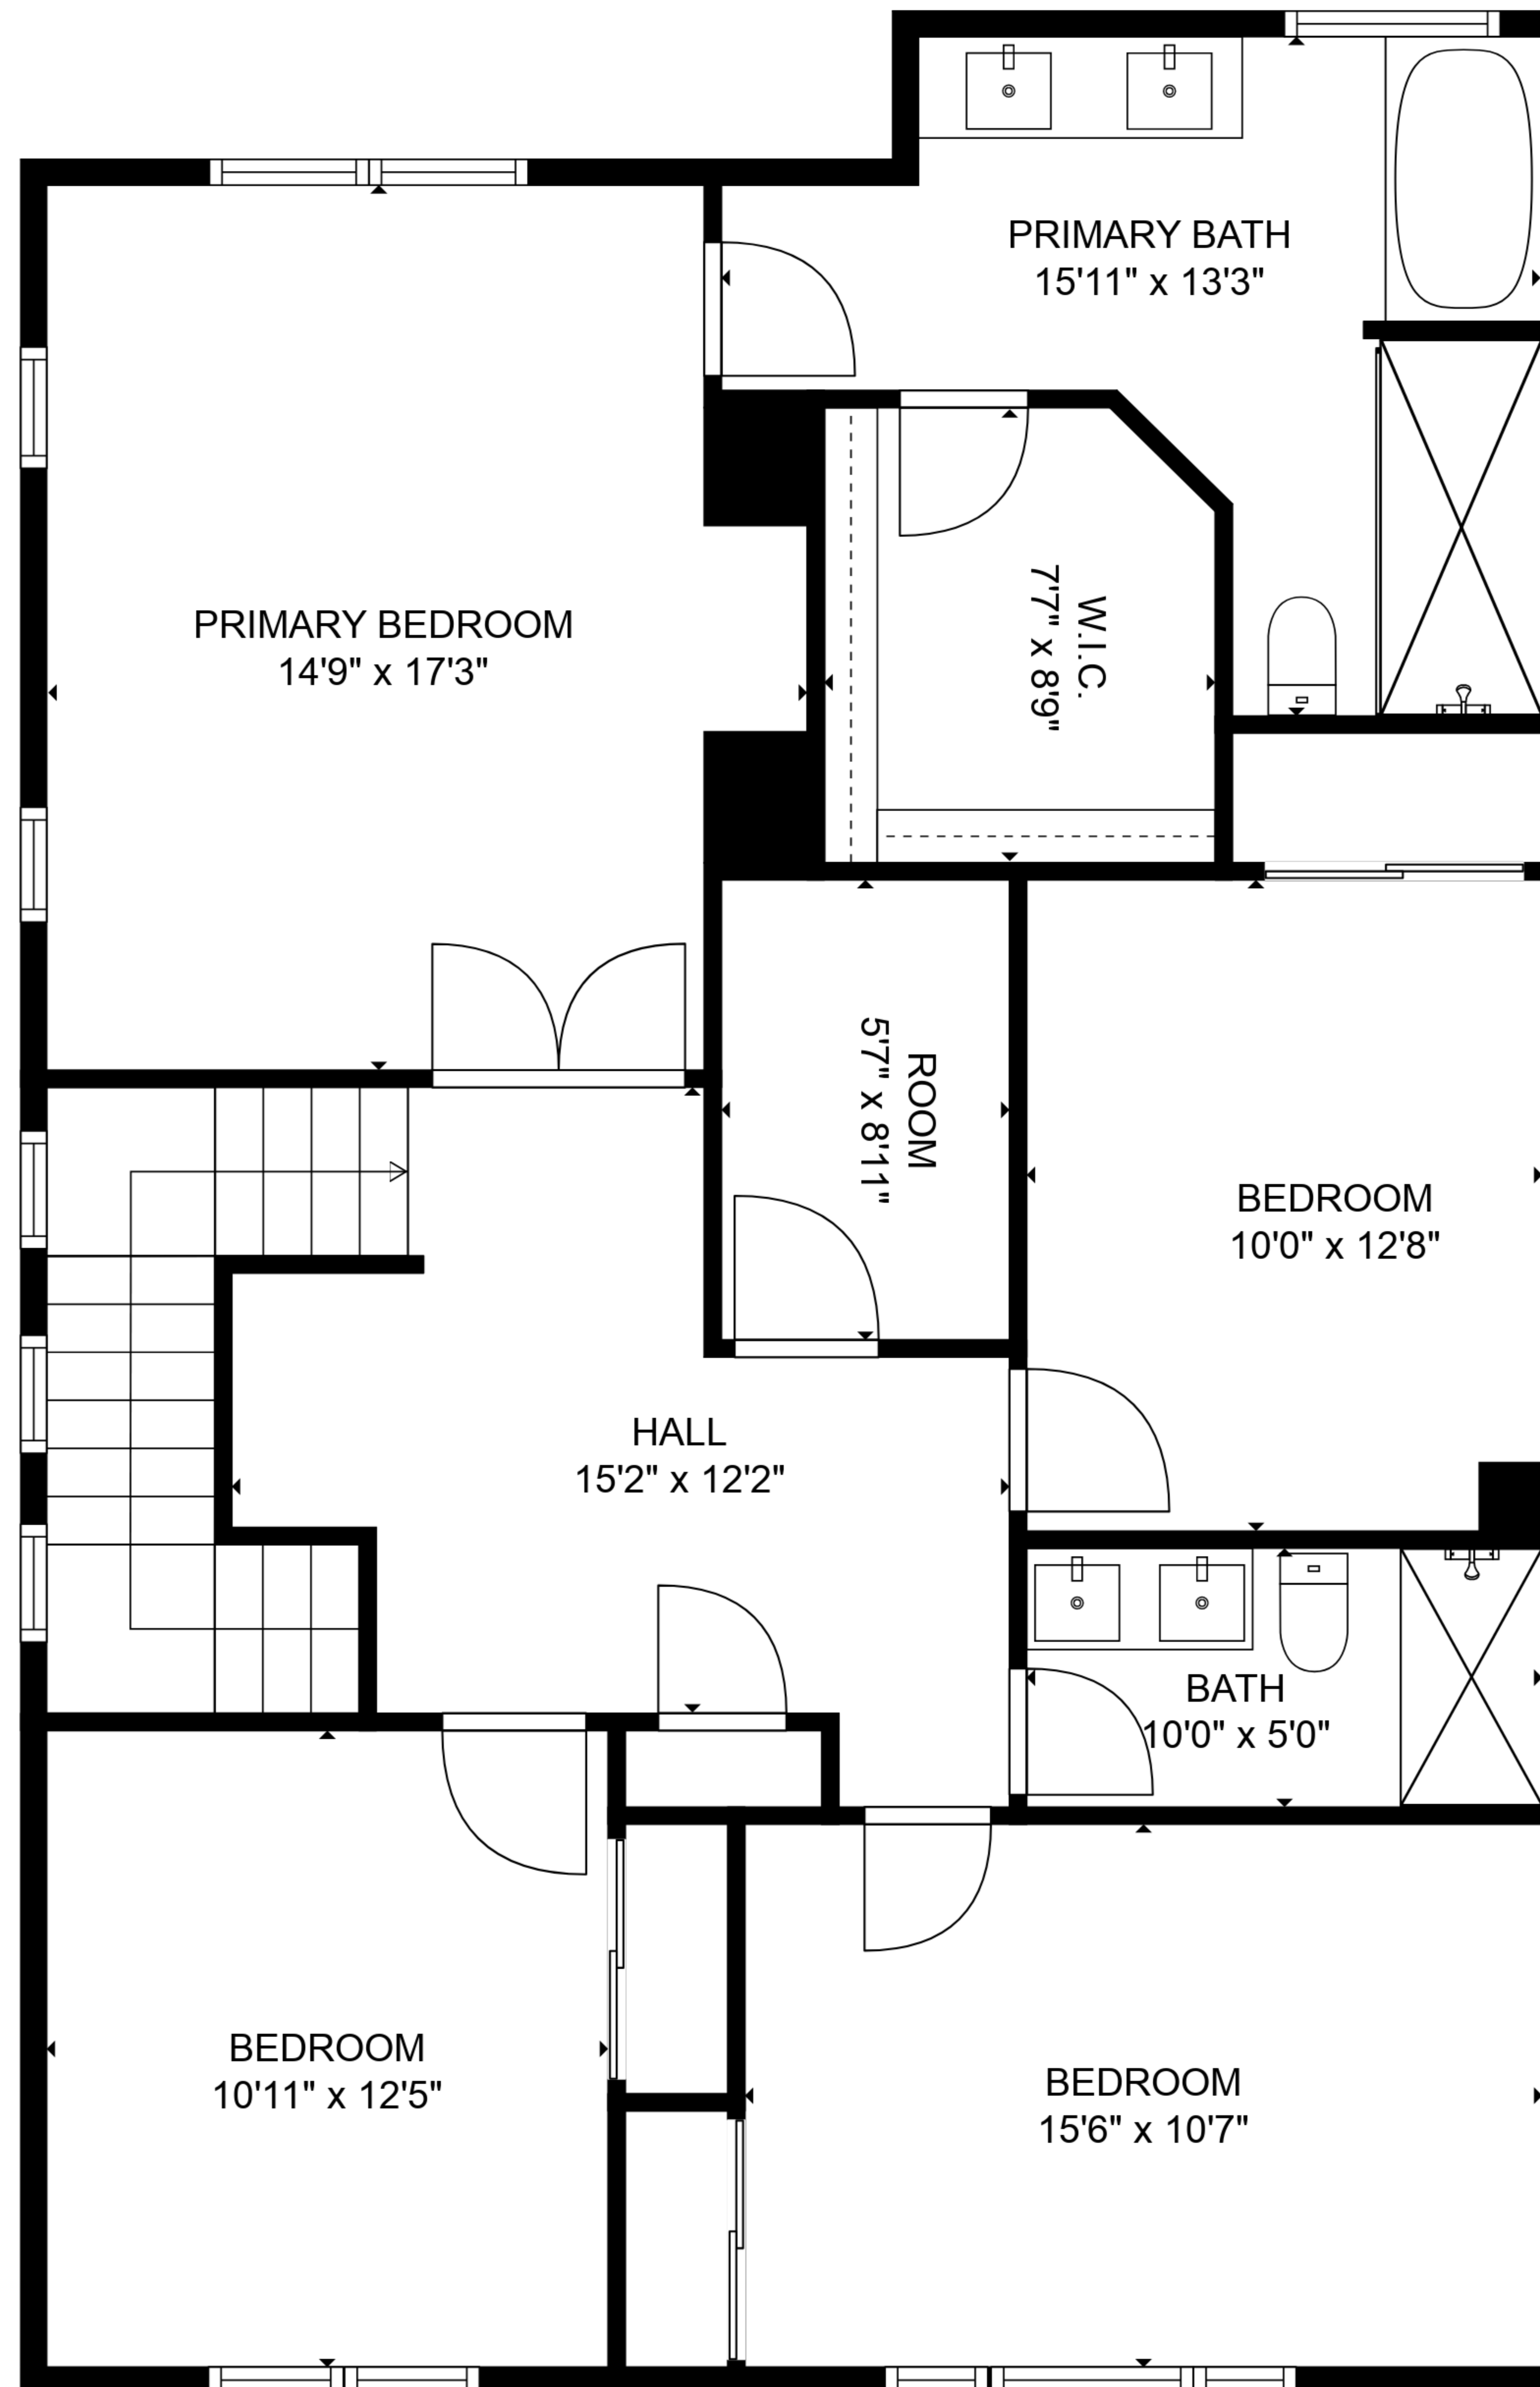 PRIMARY BATH
15'11" x 13'3"
PRIMARY BEDROOM
14'9" x 17'3"
W.I.C.
7'7" x 8'9"
ROOM
5'7" x 8'11"
BEDROOM
10'0" x 12'8"
HALL
15'2" x 12'2"
BATH
10'0" x 5'0"
BEDROOM
10'11" x 12'5"
BEDROOM
15'6" x 10'7"